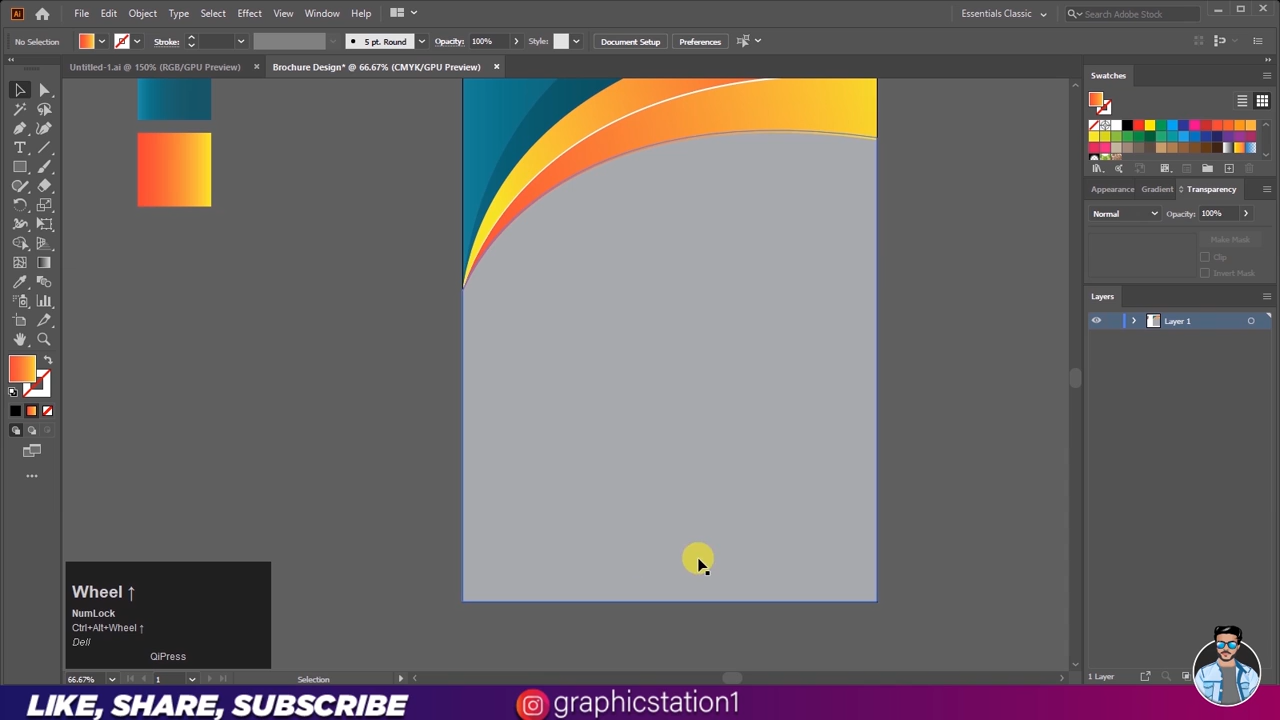 Ai File Edit Object Type Select Effect View Window Help Essentials Classic Search Adobe Stock
No Selection Stroke: 5 pt. Round Opacity: 100% Style: Document Setup Preferences
Untitled-1.ai @ 150% (RGB/GPU Preview) × Brochure Design* @ 66.67% (CMYK/GPU Preview) ×
Swatches
Appearance Gradient Transparency
Normal Opacity: 100%
Make Mask
Clip
Invert Mask
Layers
Layer 1
Wheel ↑
NumLock
Ctrl+Alt+Wheel ↑
Dell
QiPress
66.67% 1 Selection 1 Layer
LIKE, SHARE, SUBSCRIBE graphicstation1